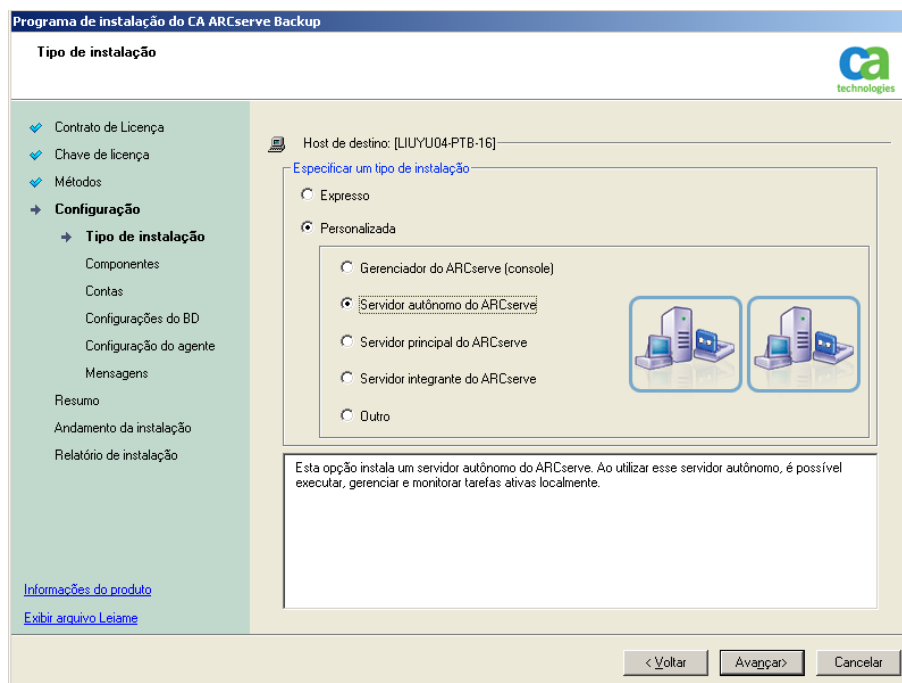 Programa de instalação do CA ARCserve Backup
Tipo de instalação
ca
technologies
Contrato de Licença
Chave de licença
Métodos
Configuração
Tipo de instalação
Componentes
Contas
Configurações do BD
Configuração do agente
Mensagens
Resumo
Andamento da instalação
Relatório de instalação
Informações do produto
Exibir arquivo Leiame
Host de destino: [LIUYU04-PTB-16]
Especificar um tipo de instalação
Expresso
Personalizada
Gerenciador do ARCserve (console)
Servidor autônomo do ARCserve
Servidor principal do ARCserve
Servidor integrante do ARCserve
Outro
Esta opção instala um servidor autônomo do ARCserve. Ao utilizar esse servidor autônomo, é possível
executar, gerenciar e monitorar tarefas ativas localmente.
< Voltar
Avançar>
Cancelar